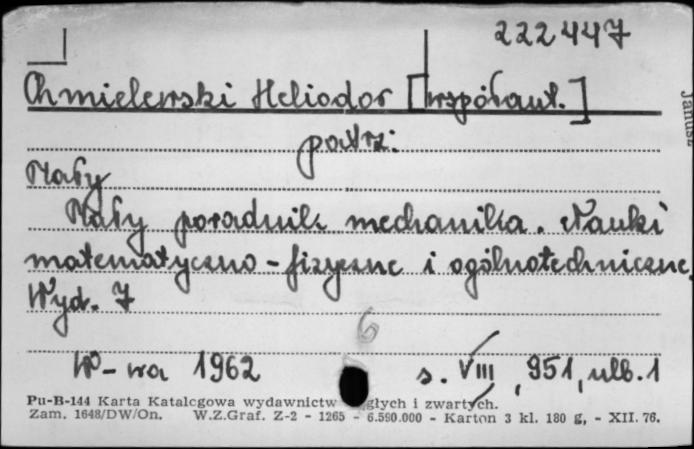 222447
Chmielewski Heliodor [współaut.]
patrz:
Mały
Mały poradnik mechanika. Nauki
matematyczno-fizyczne i ogólnotechniczne.
Wyd. 7
6
W-wa 1962 s. VIII, 951, nlb. 1
Pu-B-144 Karta Katalogowa wydawnictw głych i zwartych.
Zam. 1648/DW/On. W.Z.Graf. Z-2 - 1265 - 6.590.000 - Karton 3 kl. 180 g, - XII. 76.
Janusz